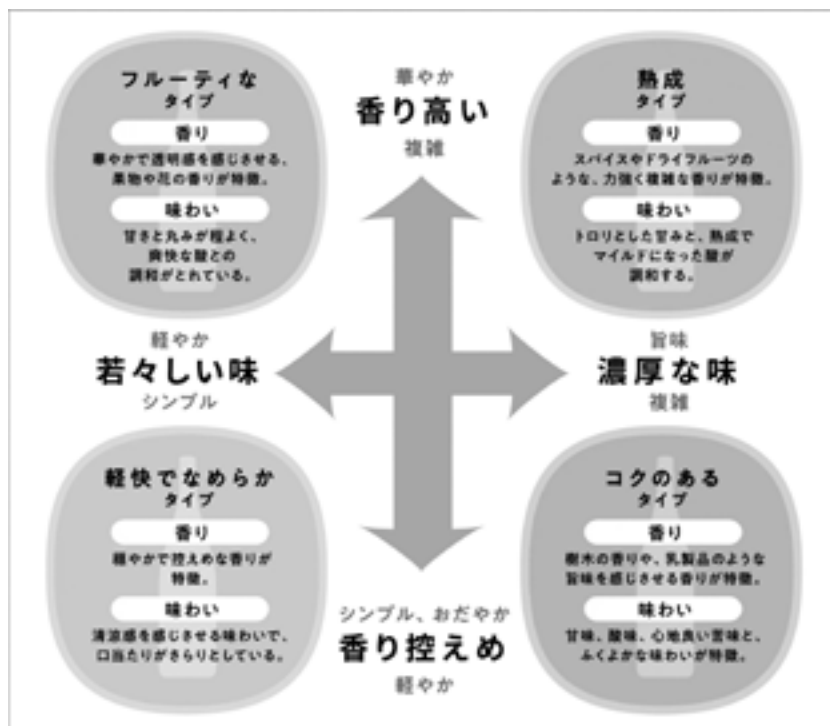 フルーティな
タイプ
香り
華やかで透明感を感じさせる、
果物や花の香りが特徴。
味わい
甘さと丸みが程よく、
爽快な酸との
調和がとれている。
華やか
香り高い
複雑
熟成
タイプ
香り
スパイスやドライフルーツの
ような、力強く複雑な香りが特徴。
味わい
トロリとした甘みと、熟成で
マイルドになった酸が
調和する。
軽やか
若々しい味
シンプル
旨味
濃厚な味
複雑
軽快でなめらか
タイプ
香り
穏やかで控えめな香りが
特徴。
味わい
清涼感を感じさせる味わいで、
口当たりがさらりとしている。
シンプル、おだやか
香り控えめ
軽やか
コクのある
タイプ
香り
樹木の香りや、乳製品のような
旨味を感じさせる香りが特徴。
味わい
甘味、酸味、心地良い苦味と、
ふくよかな味わいが特徴。